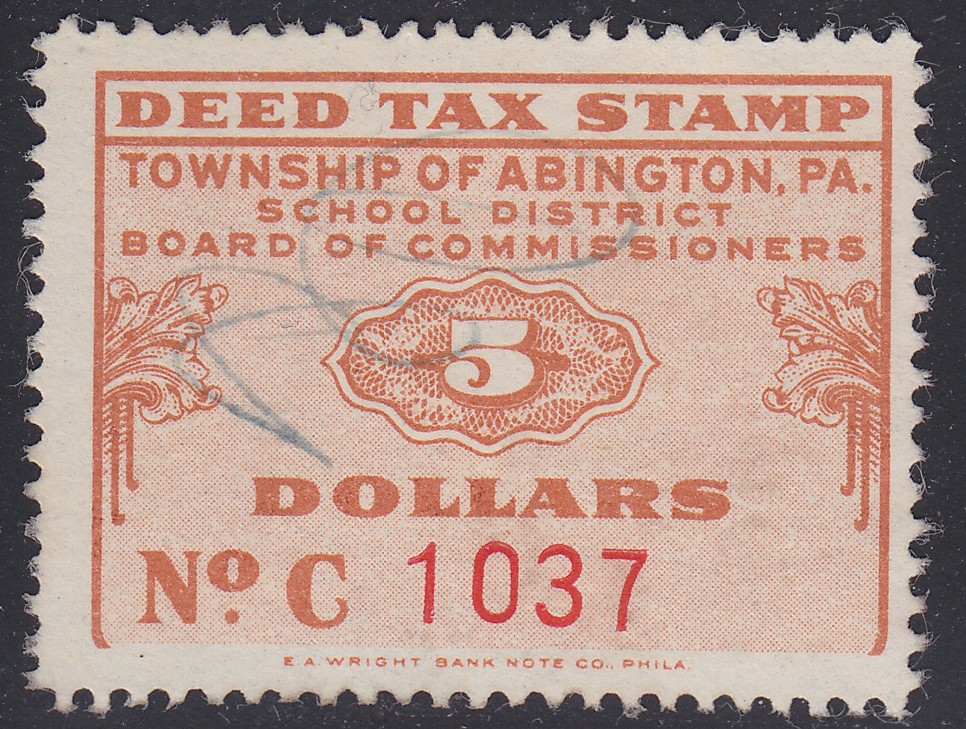 DEED TAX STAMP
TOWNSHIP OF ABINGTON, PA.
SCHOOL DISTRICT
BOARD OF COMMISSIONERS
5
DOLLARS
No. C 1037
E.A. WRIGHT BANK NOTE CO., PHILA.